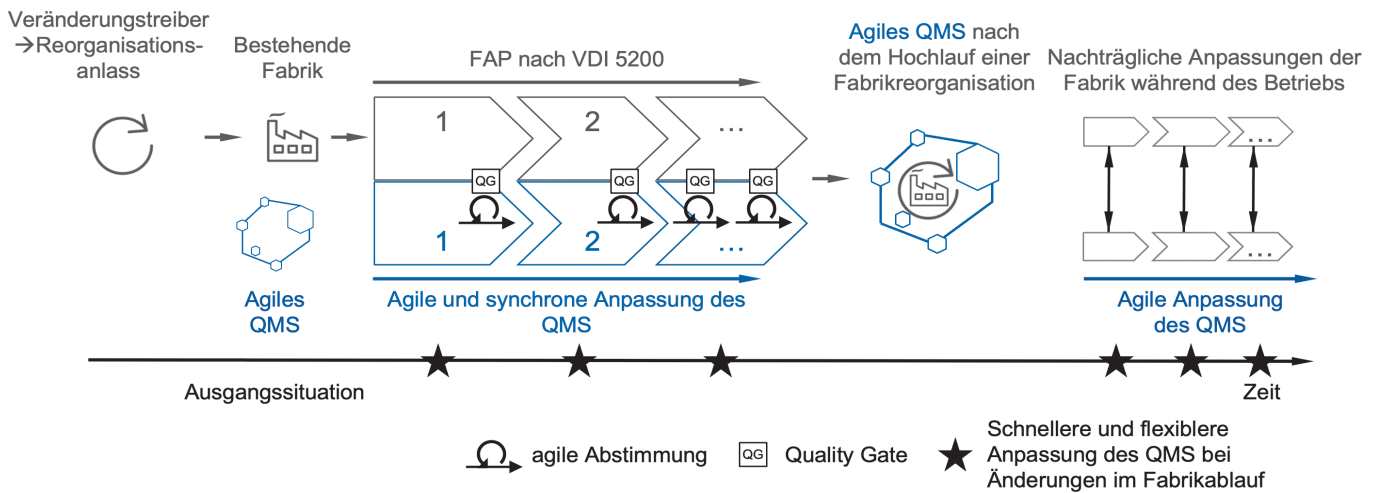 Veränderungstreiber
→Reorganisations-
anlass
Bestehende
Fabrik
FAP nach VDI 5200
Agiles QMS nach
dem Hochlauf einer
Fabrikreorganisation
Nachträgliche Anpassungen der
Fabrik während des Betriebs
1
2
...
...
QG
QG
QG
QG
1
2
...
...
Agiles
QMS
Agile und synchrone Anpassung des
QMS
Agile Anpassung
des QMS
Ausgangssituation
Zeit
agile Abstimmung
QG
Quality Gate
Schnellere und flexiblere
Anpassung des QMS bei
Änderungen im Fabrikablauf